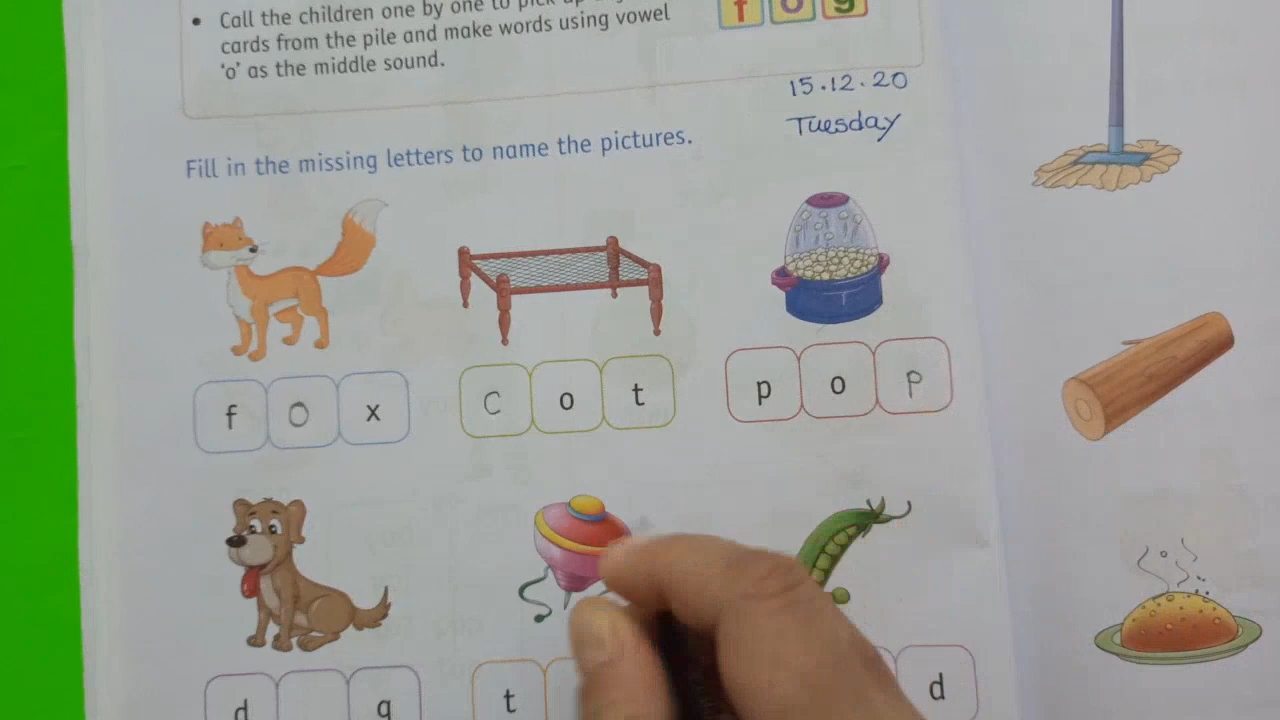 • Call the children one by one to pick up
cards from the pile and make words using vowel
'o' as the middle sound.
f o g
15.12.20
Tuesday
Fill in the missing letters to name the pictures.
f o x
c o t
p o p
d g
t
d